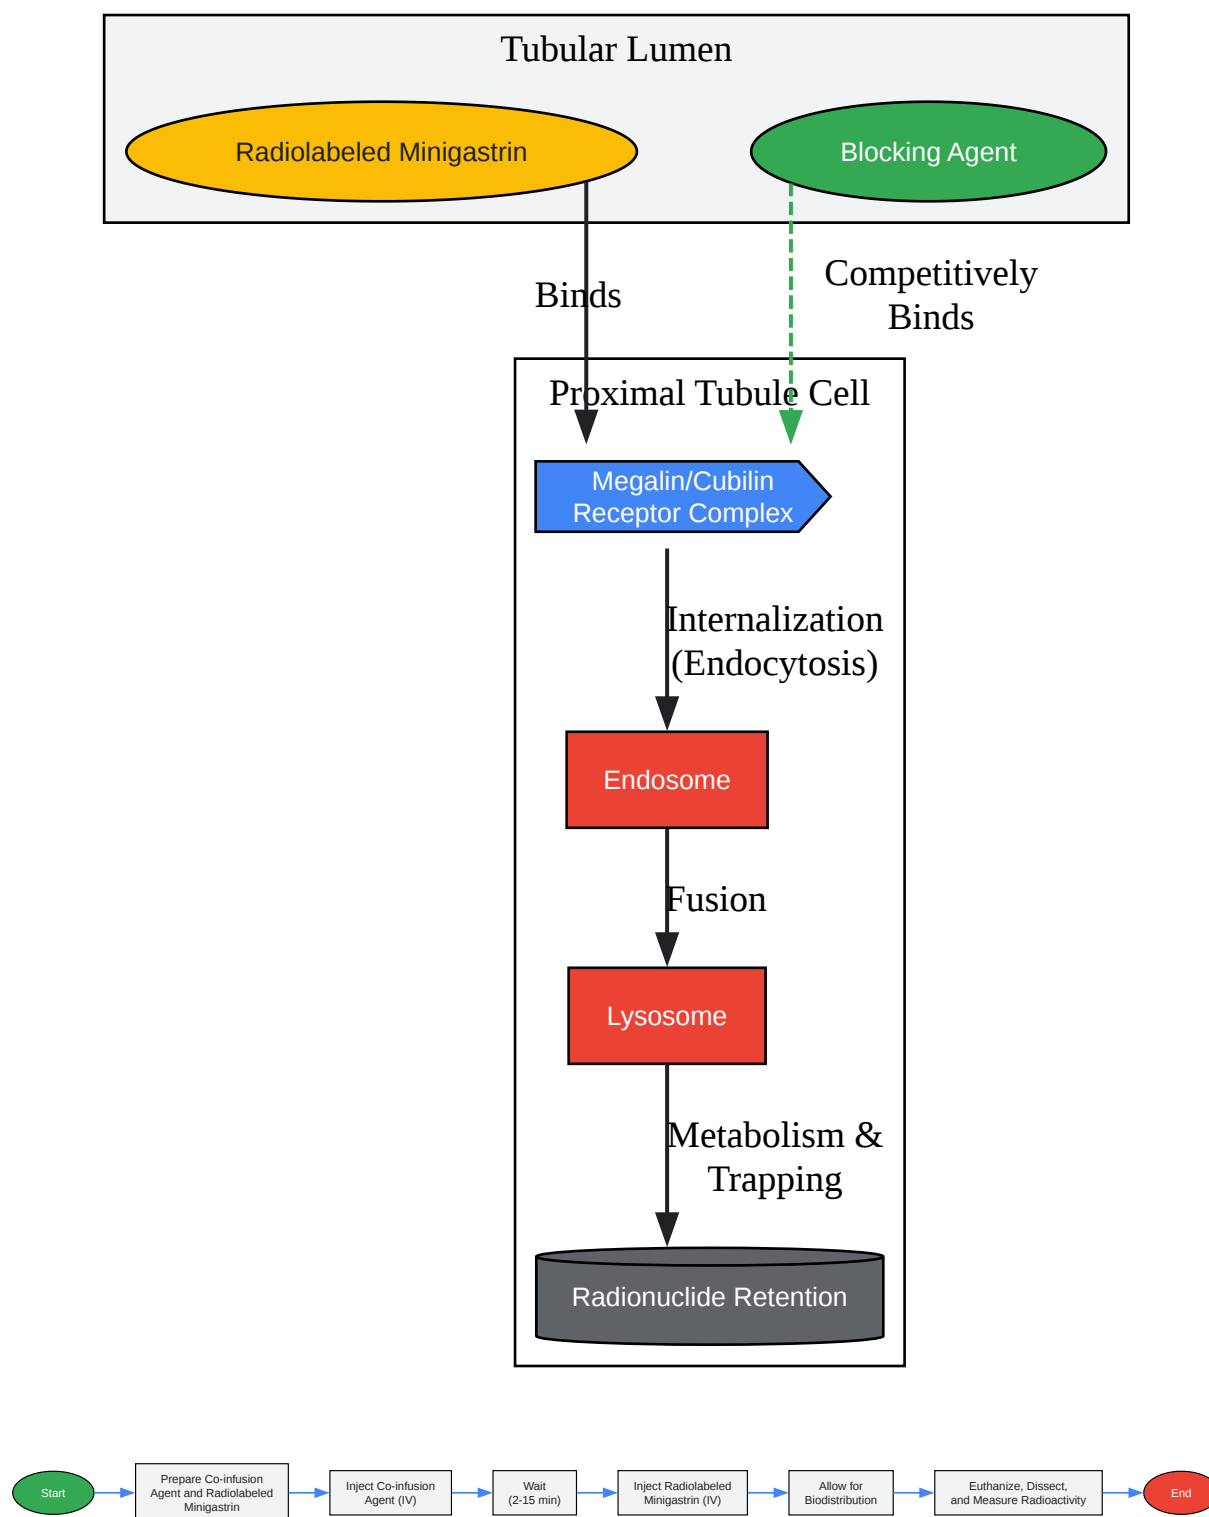 Tubular Lumen
Radiolabeled Minigastrin
Blocking Agent
Binds
Competitively
Binds
Proximal Tubule Cell
Megalin/Cubilin
Receptor Complex
Internalization
(Endocytosis)
Endosome
Fusion
Lysosome
Metabolism &
Trapping
Radionuclide Retention
Start
Prepare Co-infusion
Agent and Radiolabeled
Minigastrin
Inject Co-infusion
Agent (IV)
Wait
(2-15 min)
Inject Radiolabeled
Minigastrin (IV)
Allow for
Biodistribution
Euthanize, Dissect,
and Measure Radioactivity
End